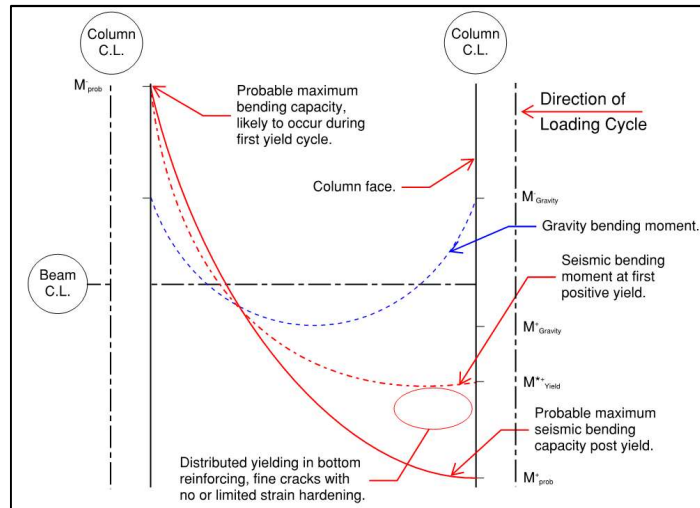 Column
C.L.
Column
C.L.
M-prob
Probable maximum
bending capacity,
likely to occur during
first yield cycle.
Direction of
Loading Cycle
Column face.
M-Gravity
Gravity bending moment.
Seismic bending
moment at first
positive yield.
Beam
C.L.
M+Gravity
M*+Yield
Probable maximum
seismic bending
capacity post yield.
Distributed yielding in bottom
reinforcing, fine cracks with
no or limited strain hardening.
M+prob